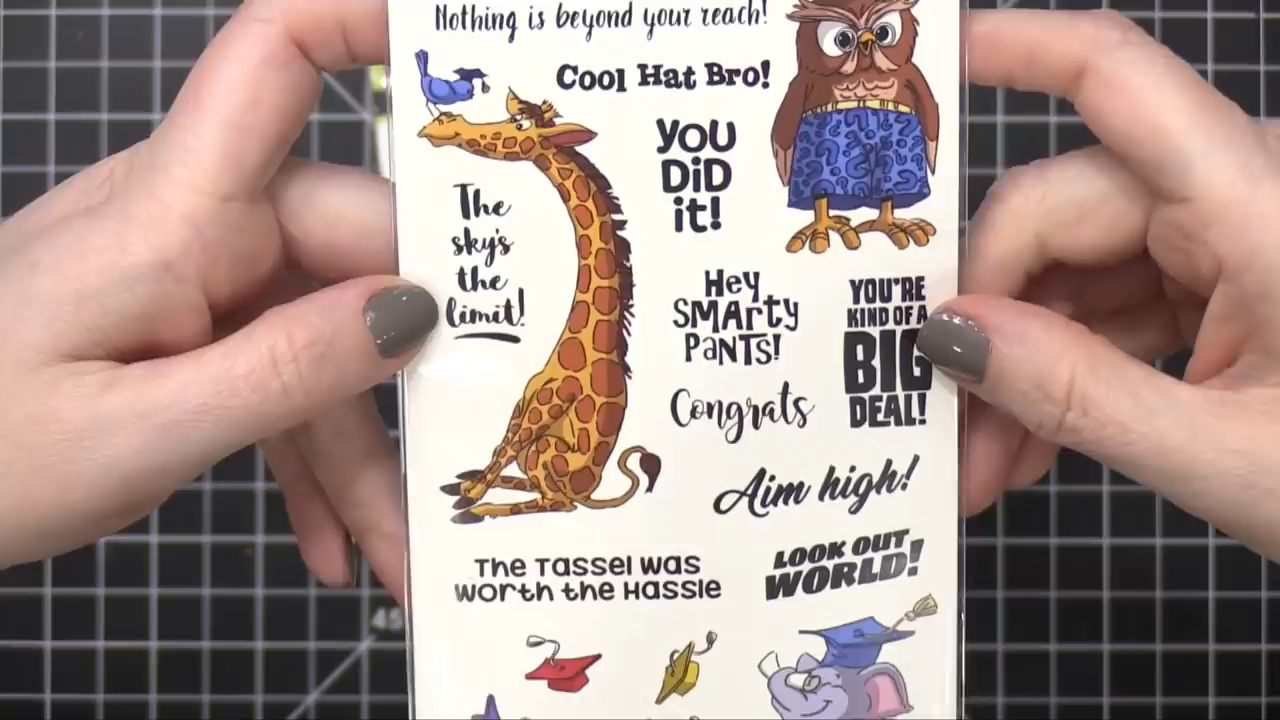 Nothing is beyond your reach!
Cool Hat Bro!
YOU
DiD
it!
The
sky's
the
limit!
Hey
SMArty
PaNTS!
YOU'RE
KIND OF A
BIG
DEAL!
Congrats
Aim high!
The Tassel was
worth the Hassle
LOOK OUT
WORLD!
45